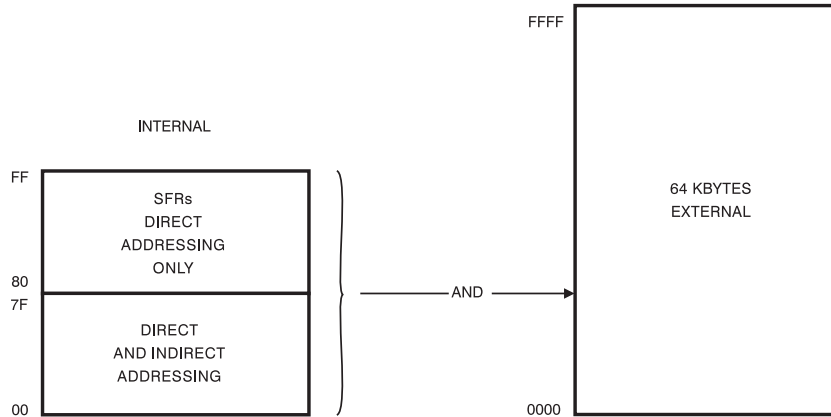 FFFF
INTERNAL
FF
SFRs
DIRECT
ADDRESSING
ONLY
80
7F
DIRECT
AND INDIRECT
ADDRESSING
00
AND
64 KBYTES
EXTERNAL
0000